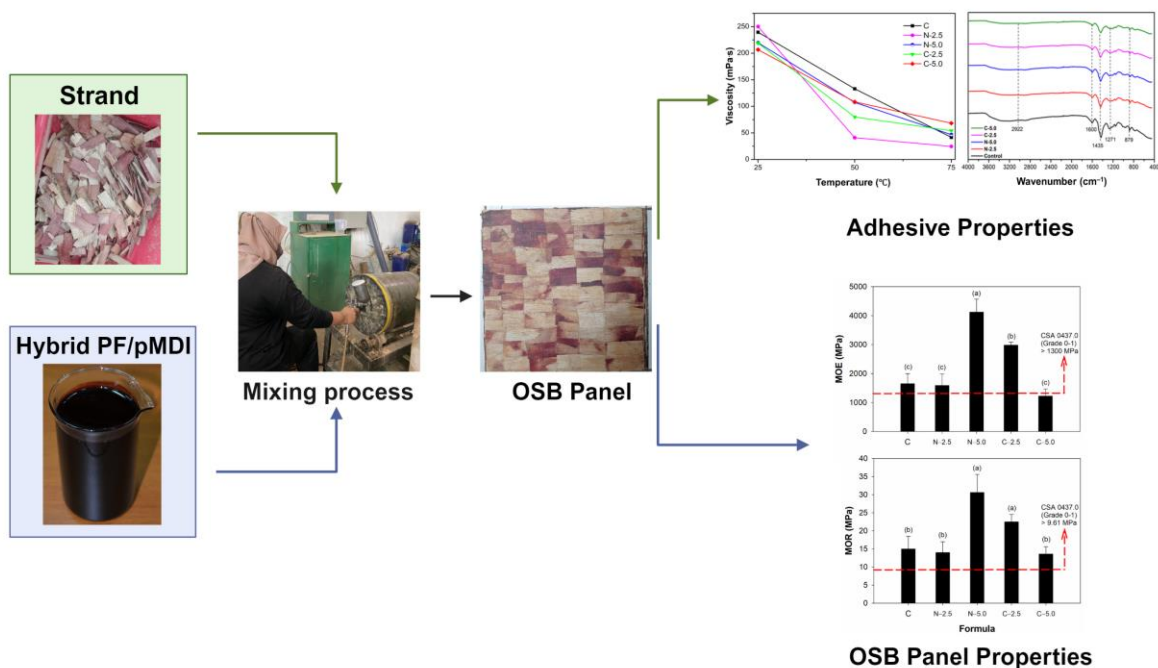 Strand
Hybrid PF/pMDI
Mixing process
OSB Panel
250
200
150
100
50
0
Viscosity (mPa·s)
25
50
75
Temperature (°C)
C
N-2.5
N-5.0
C-2.5
C-5.0
C-5.0
C-2.5
N-5.0
N-2.5
Control
2922
1600
1435
1271
879
4000 3600 3200 2800 2400 2000 1600 1200 800 400
Wavenumber (cm⁻¹)
Adhesive Properties
5000
4000
3000
2000
1000
0
MOE (MPa)
(c)
(c)
(a)
(b)
(c)
CSA 0437.0
(Grade 0-1)
> 1300 MPa
C
N-2.5
N-5.0
C-2.5
C-5.0
40
35
30
25
20
15
10
5
0
MOR (MPa)
(b)
(b)
(a)
(a)
(b)
CSA 0437.0
(Grade 0-1)
> 9.61 MPa
C
N-2.5
N-5.0
C-2.5
C-5.0
Formula
OSB Panel Properties